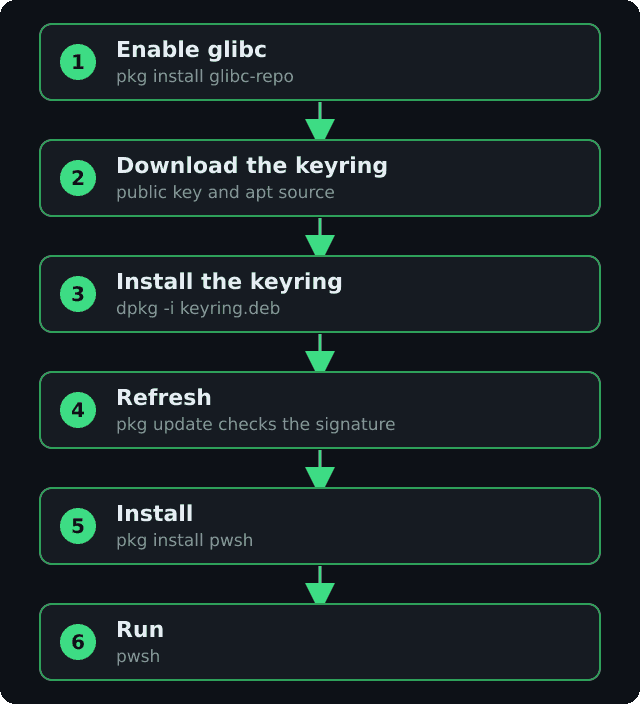 1
Enable glibc
pkg install glibc-repo
2
Download the keyring
public key and apt source
3
Install the keyring
dpkg -i keyring.deb
4
Refresh
pkg update checks the signature
5
Install
pkg install pwsh
6
Run
pwsh